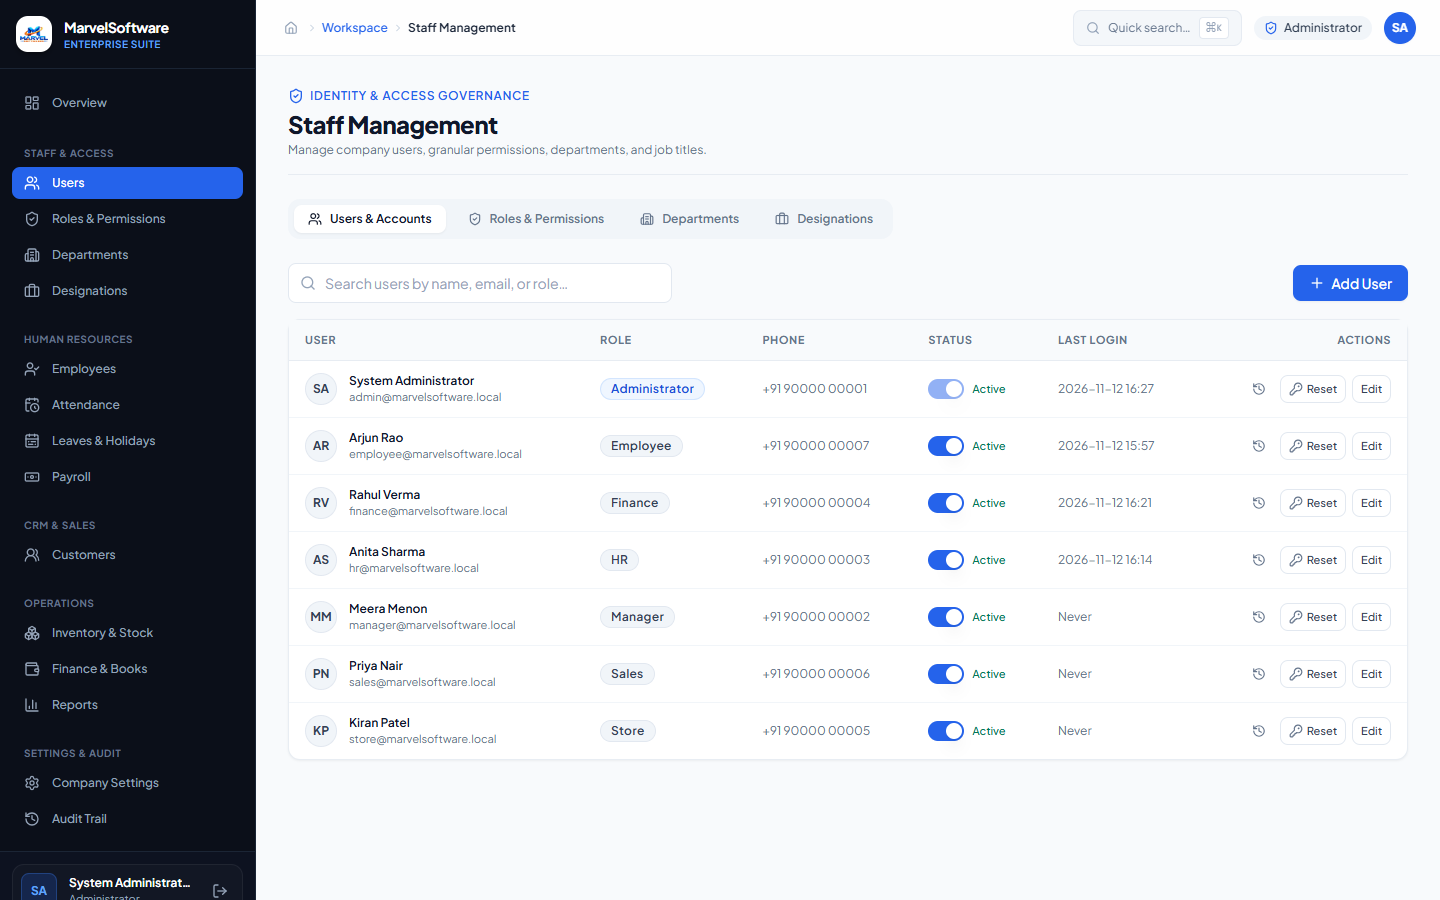 MarvelSoftware
ENTERPRISE SUITE
Overview
STAFF & ACCESS
Users
Roles & Permissions
Departments
Designations
HUMAN RESOURCES
Employees
Attendance
Leaves & Holidays
Payroll
CRM & SALES
Customers
OPERATIONS
Inventory & Stock
Finance & Books
Reports
SETTINGS & AUDIT
Company Settings
Audit Trail
SA System Administrat...
Administrator
Workspace Staff Management
Quick search... ⌘K Administrator SA
IDENTITY & ACCESS GOVERNANCE
Staff Management
Manage company users, granular permissions, departments, and job titles.
Users & Accounts Roles & Permissions Departments Designations
Search users by name, email, or role... + Add User
USER ROLE PHONE STATUS LAST LOGIN ACTIONS
SA System Administrator Administrator +91 90000 00001 Active 2026-11-12 16:27 Reset Edit
admin@marvelsoftware.local
AR Arjun Rao Employee +91 90000 00007 Active 2026-11-12 15:57 Reset Edit
employee@marvelsoftware.local
RV Rahul Verma Finance +91 90000 00004 Active 2026-11-12 16:21 Reset Edit
finance@marvelsoftware.local
AS Anita Sharma HR +91 90000 00003 Active 2026-11-12 16:14 Reset Edit
hr@marvelsoftware.local
MM Meera Menon Manager +91 90000 00002 Active Never Reset Edit
manager@marvelsoftware.local
PN Priya Nair Sales +91 90000 00006 Active Never Reset Edit
sales@marvelsoftware.local
KP Kiran Patel Store +91 90000 00005 Active Never Reset Edit
store@marvelsoftware.local